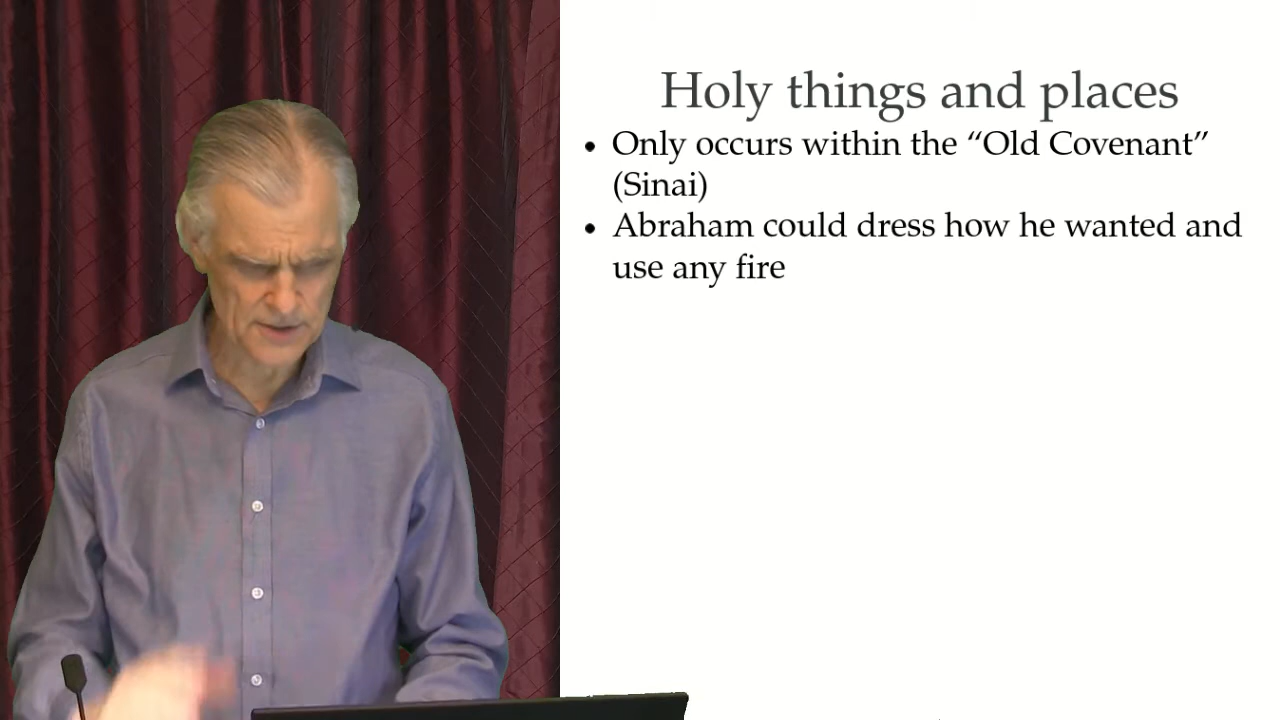 Holy things and places
• Only occurs within the “Old Covenant”
(Sinai)
• Abraham could dress how he wanted and
use any fire